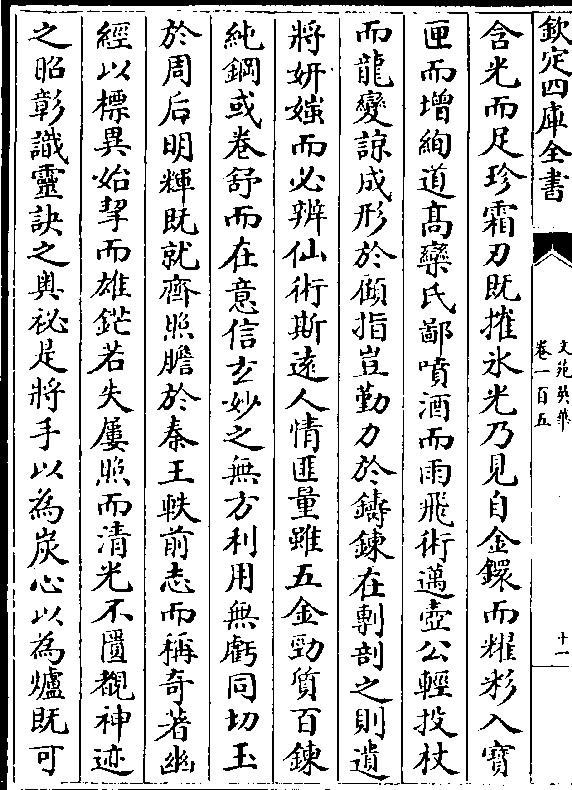 欽定四庫全書
文苑英華
卷一百五
十一
含光而足珍霜刃既摧氷光乃見自金鐶而耀彩入寶
匣而增絢道髙欒氏鄙噴酒而雨飛術邁壺公輕投杖
而龍變諒成形於頋指豈勤力於鑄鍊在剸剖之則遺
將妍媸而必辨仙術斯逺人情匪量雖五金勁質百鍊
純鋼或卷舒而在意信玄妙之無方利用無虧同切玉
於周后明輝既就齊照膽於秦王軼前志而稱奇著幽
經以標異始挈而雄鋩若失屢照而清光不匱覩神迹
之昭彰識靈訣之輿祕是將手以為炭心以為爐既可